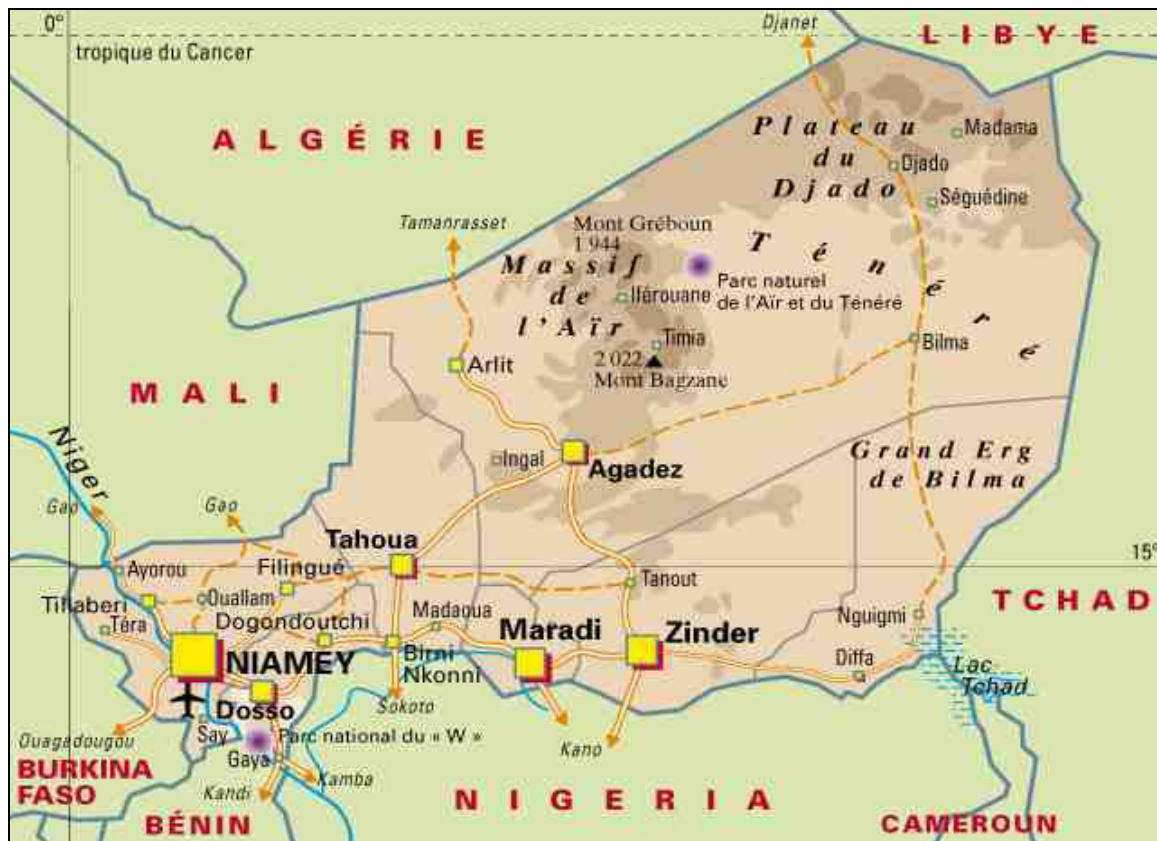 0°
Djanet
LIBYE
tropique du Cancer
ALGÉRIE
Plateau
du
Djado
Madama
Djado
Séguédine
Tamanrasset
Mont Gréboun
1 944
Massif
de
l'Aïr
Ténéré
Parc naturel
de l'Aïr et du Ténéré
Iférouane
Timia
2 022
Mont Bagzane
Arlit
Bilma
MALI
Niger
Ingal
Agadez
Grand Erg
de Bilma
Gao
Gao
Tahoua
15°
Ayorou
Filingué
Tanout
TCHAD
Tillaberi
Ouallam
Téra
Dogondoutchi
Madaoua
Maradi
Zinder
Nguigmi
NIAMEY
Birni
Nkonni
Diffa
Lac
Tchad
Dosso
Sokoto
Say
Parc national du « W »
Ouagadougou
Kano
Gaya
BURKINA
FASO
Kandi
Kamba
NIGERIA
BÉNIN
CAMEROUN